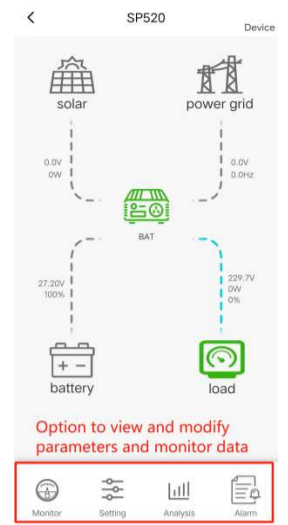 SP520
Device
solar
power grid
0.0V
0W
0.0V
0.0Hz
BAT
27.20V
100%
229.7V
0W
0%
battery
load
Option to view and modify
parameters and monitor data
Monitor
Setting
Analysis
Alarm